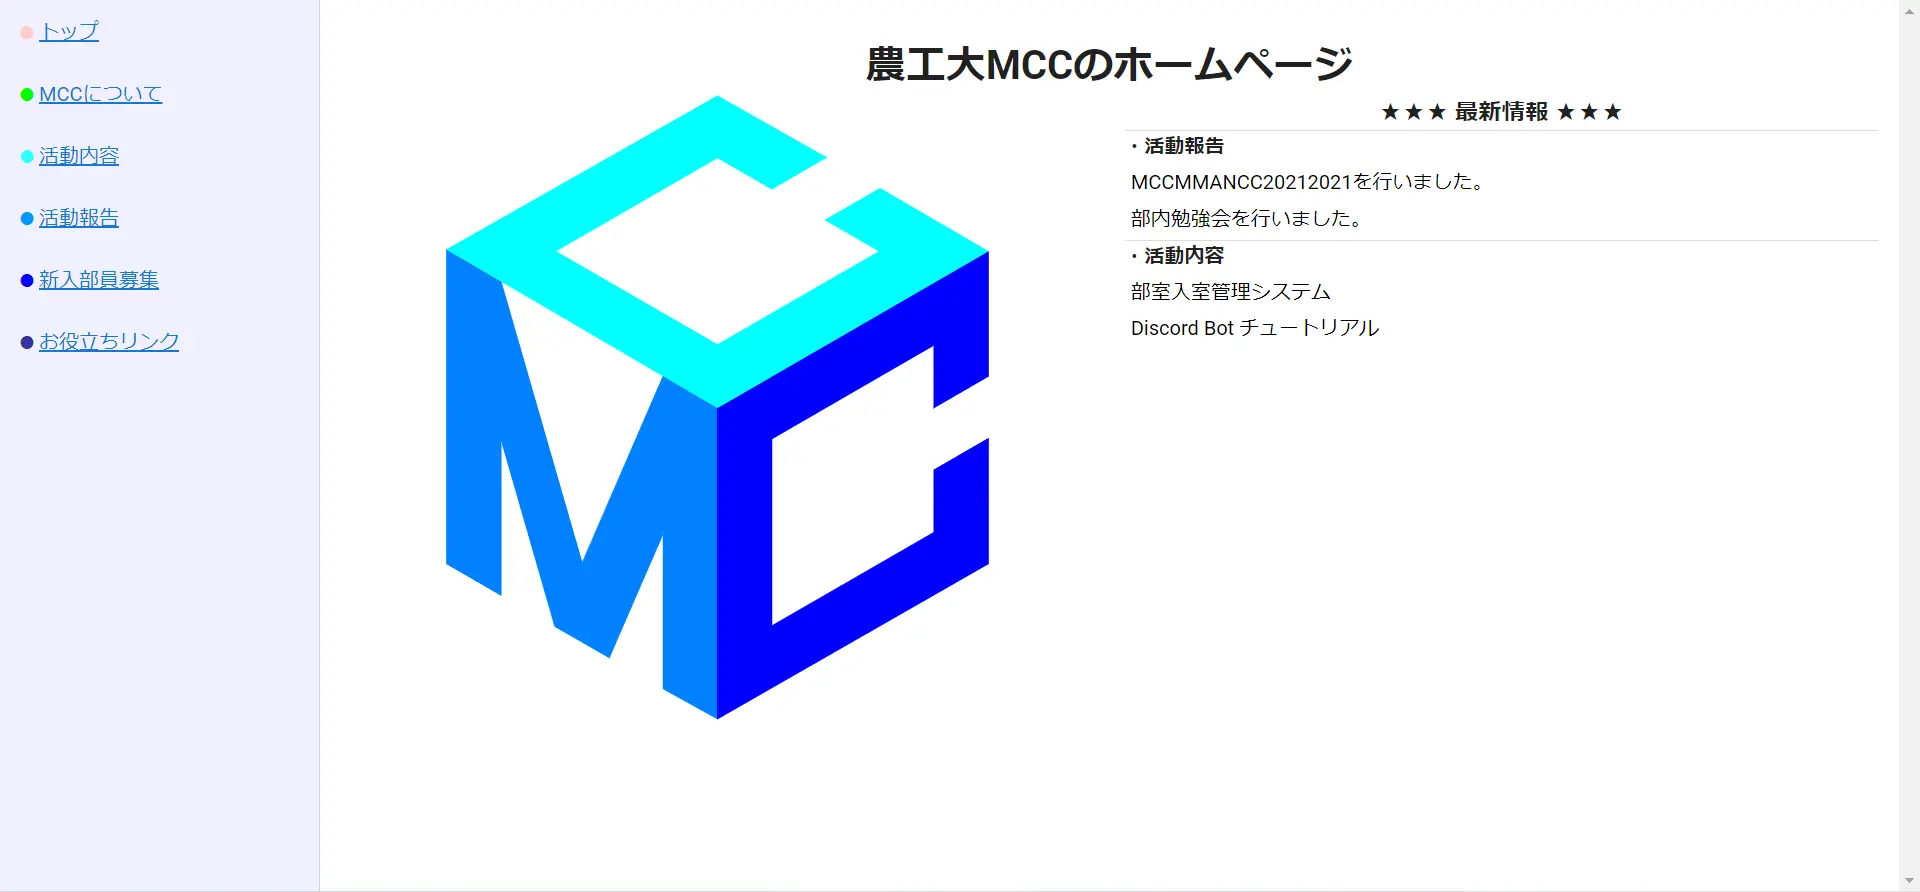 トップ
MCCについて
活動内容
活動報告
新入部員募集
お役立ちリンク
農工大MCCのホームページ
MCC
★★★ 最新情報 ★★★
・活動報告
MCCMMANCC20212021を行いました。
部内勉強会を行いました。
・活動内容
部室入室管理システム
Discord Bot チュートリアル